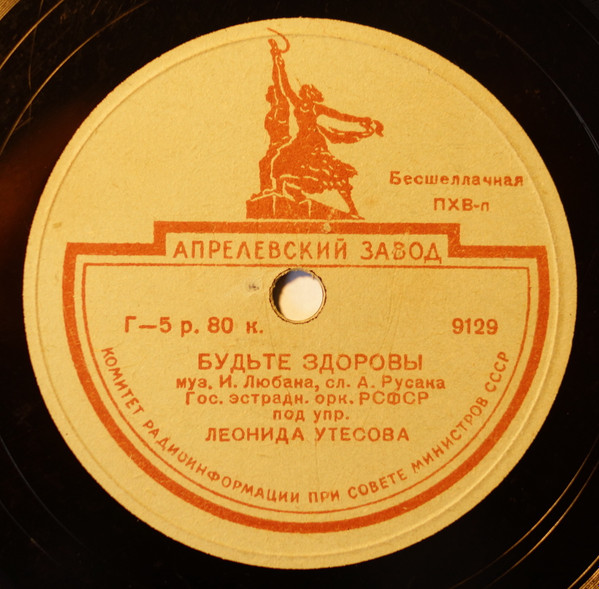 Бесшеллачная
ПХВ-п
АПРЕЛЕВСКИЙ ЗАВОД
Г—5 р. 80 к.
9129
БУДЬТЕ ЗДОРОВЫ
муз. И. Любана, сл. А. Русака
Гос. эстрадн. орк. РСФСР
под упр.
ЛЕОНИДА УТЕСОВА
КОМИТЕТ РАДИОИНФОРМАЦИИ ПРИ СОВЕТЕ МИНИСТРОВ СССР